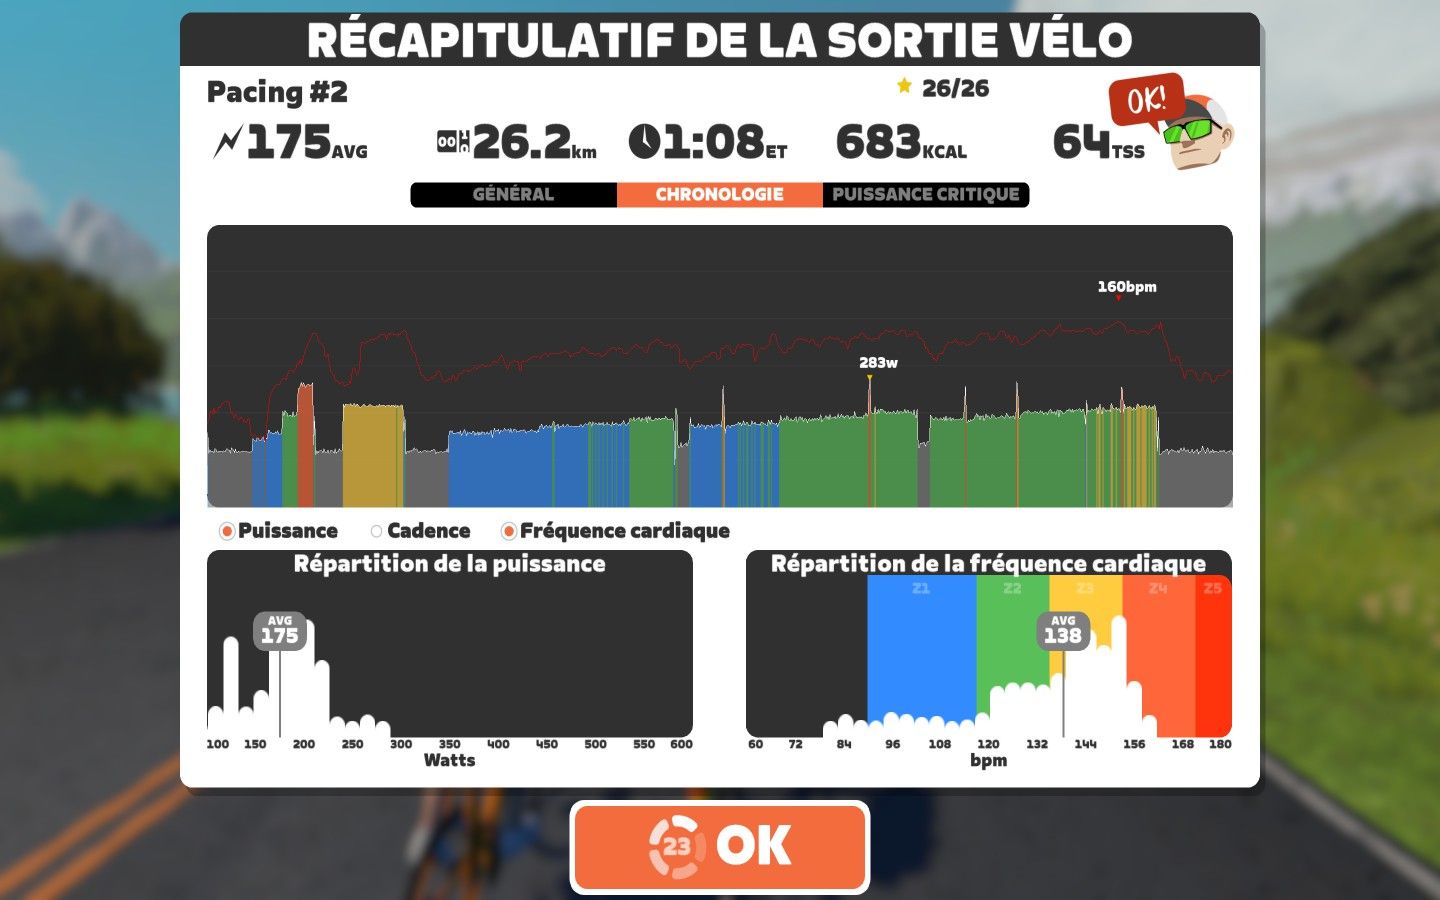 RÉCAPITULATIF DE LA SORTIE VÉLO
Pacing #2
26/26
OK!
175AVG
26.2km
1:08ET
683KCAL
64TSS
GÉNÉRAL
CHRONOLOGIE
PUISSANCE CRITIQUE
160bpm
283w
Puissance
Cadence
Fréquence cardiaque
Répartition de la puissance
AVG
175
100 150 200 250 300 350 400 450 500 550 600
Watts
Répartition de la fréquence cardiaque
Z1 Z2 Z3 Z4 Z5
AVG
138
60 72 84 96 108 120 132 144 156 168 180
bpm
23 OK